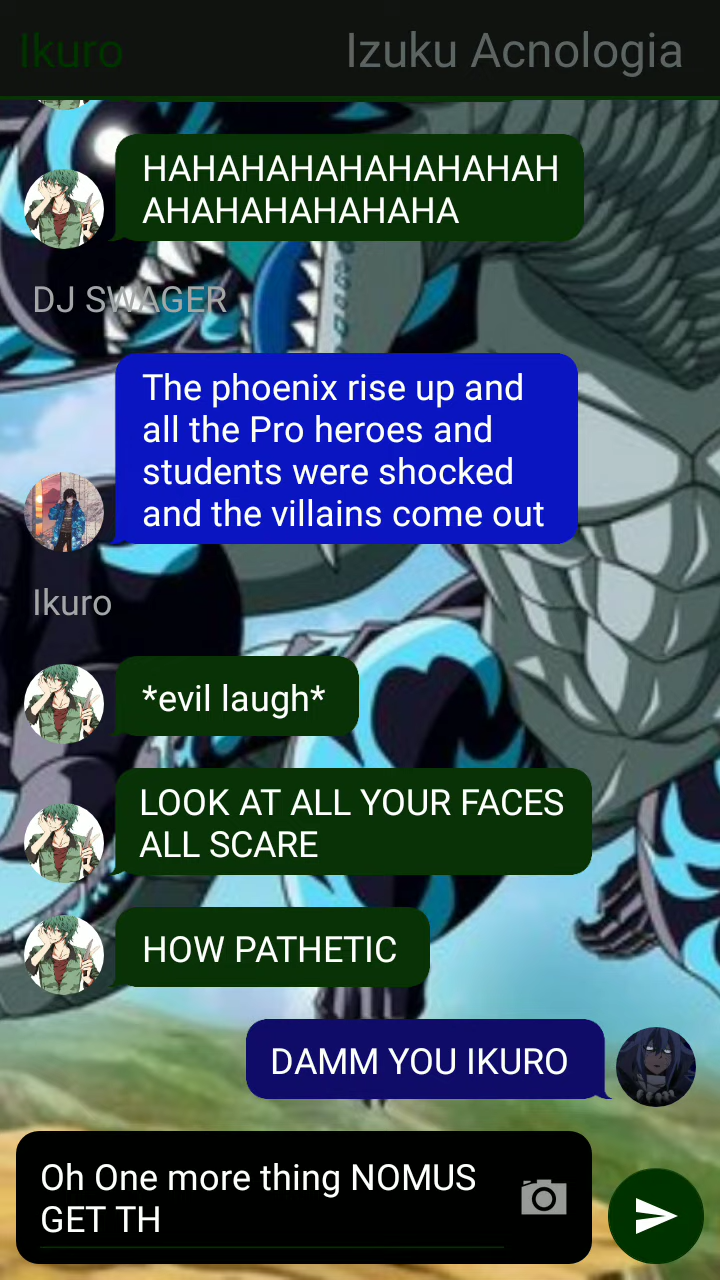 Ikuro Izuku Acnologia
HAHAHAHAHAHAHAHAH
AHAHAHAHAHAHA
DJ SWAGER
The phoenix rise up and
all the Pro heroes and
students were shocked
and the villains come out
Ikuro
*evil laugh*
LOOK AT ALL YOUR FACES
ALL SCARE
HOW PATHETIC
DAMM YOU IKURO
Oh One more thing NOMUS
GET TH